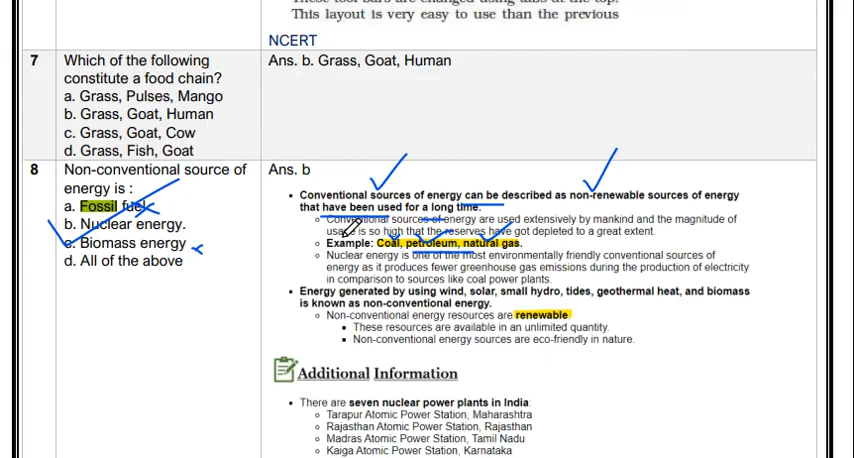 This layout is very easy to use than the previous
NCERT
7
Which of the following
constitute a food chain?
a. Grass, Pulses, Mango
b. Grass, Goat, Human
c. Grass, Goat, Cow
d. Grass, Fish, Goat
Ans. b. Grass, Goat, Human
8
Non-conventional source of
energy is :
a. Fossil fuel
b. Nuclear energy.
c. Biomass energy
d. All of the above
Ans. b
• Conventional sources of energy can be described as non-renewable sources of energy
that have been used for a long time.
Conventional sources of energy are used extensively by mankind and the magnitude of
usage is so high that the reserves have got depleted to a great extent.
Example: Coal, petroleum, natural gas.
Nuclear energy is one of the most environmentally friendly conventional sources of
energy as it produces fewer greenhouse gas emissions during the production of electricity
in comparison to sources like coal power plants.
• Energy generated by using wind, solar, small hydro, tides, geothermal heat, and biomass
is known as non-conventional energy.
Non-conventional energy resources are renewable
These resources are available in an unlimited quantity.
Non-conventional energy sources are eco-friendly in nature.
Additional Information
• There are seven nuclear power plants in India:
Tarapur Atomic Power Station, Maharashtra
Rajasthan Atomic Power Station, Rajasthan
Madras Atomic Power Station, Tamil Nadu
Kaiga Atomic Power Station, Karnataka